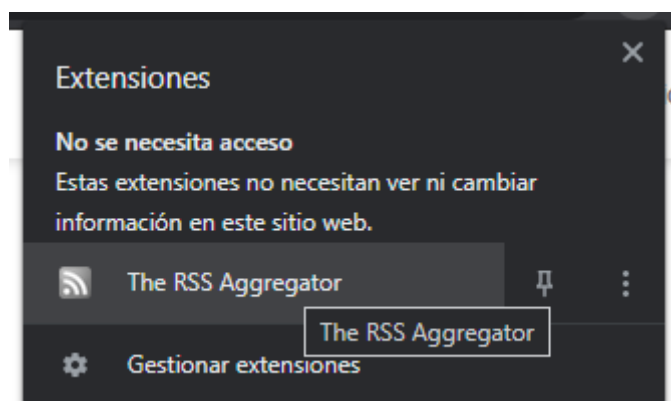 Extensiones
No se necesita acceso
Estas extensiones no necesitan ver ni cambiar
información en este sitio web.
The RSS Aggregator
The RSS Aggregator
Gestionar extensiones